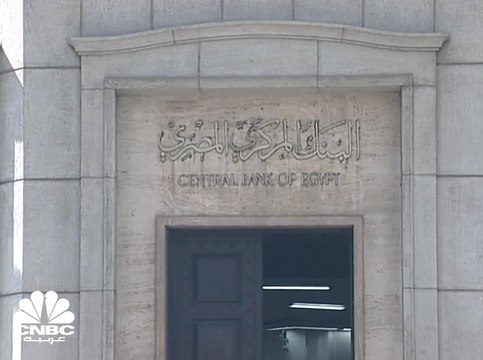 البنك المركزي المصري
CENTRAL BANK OF EGYPT
CNBC
عربية